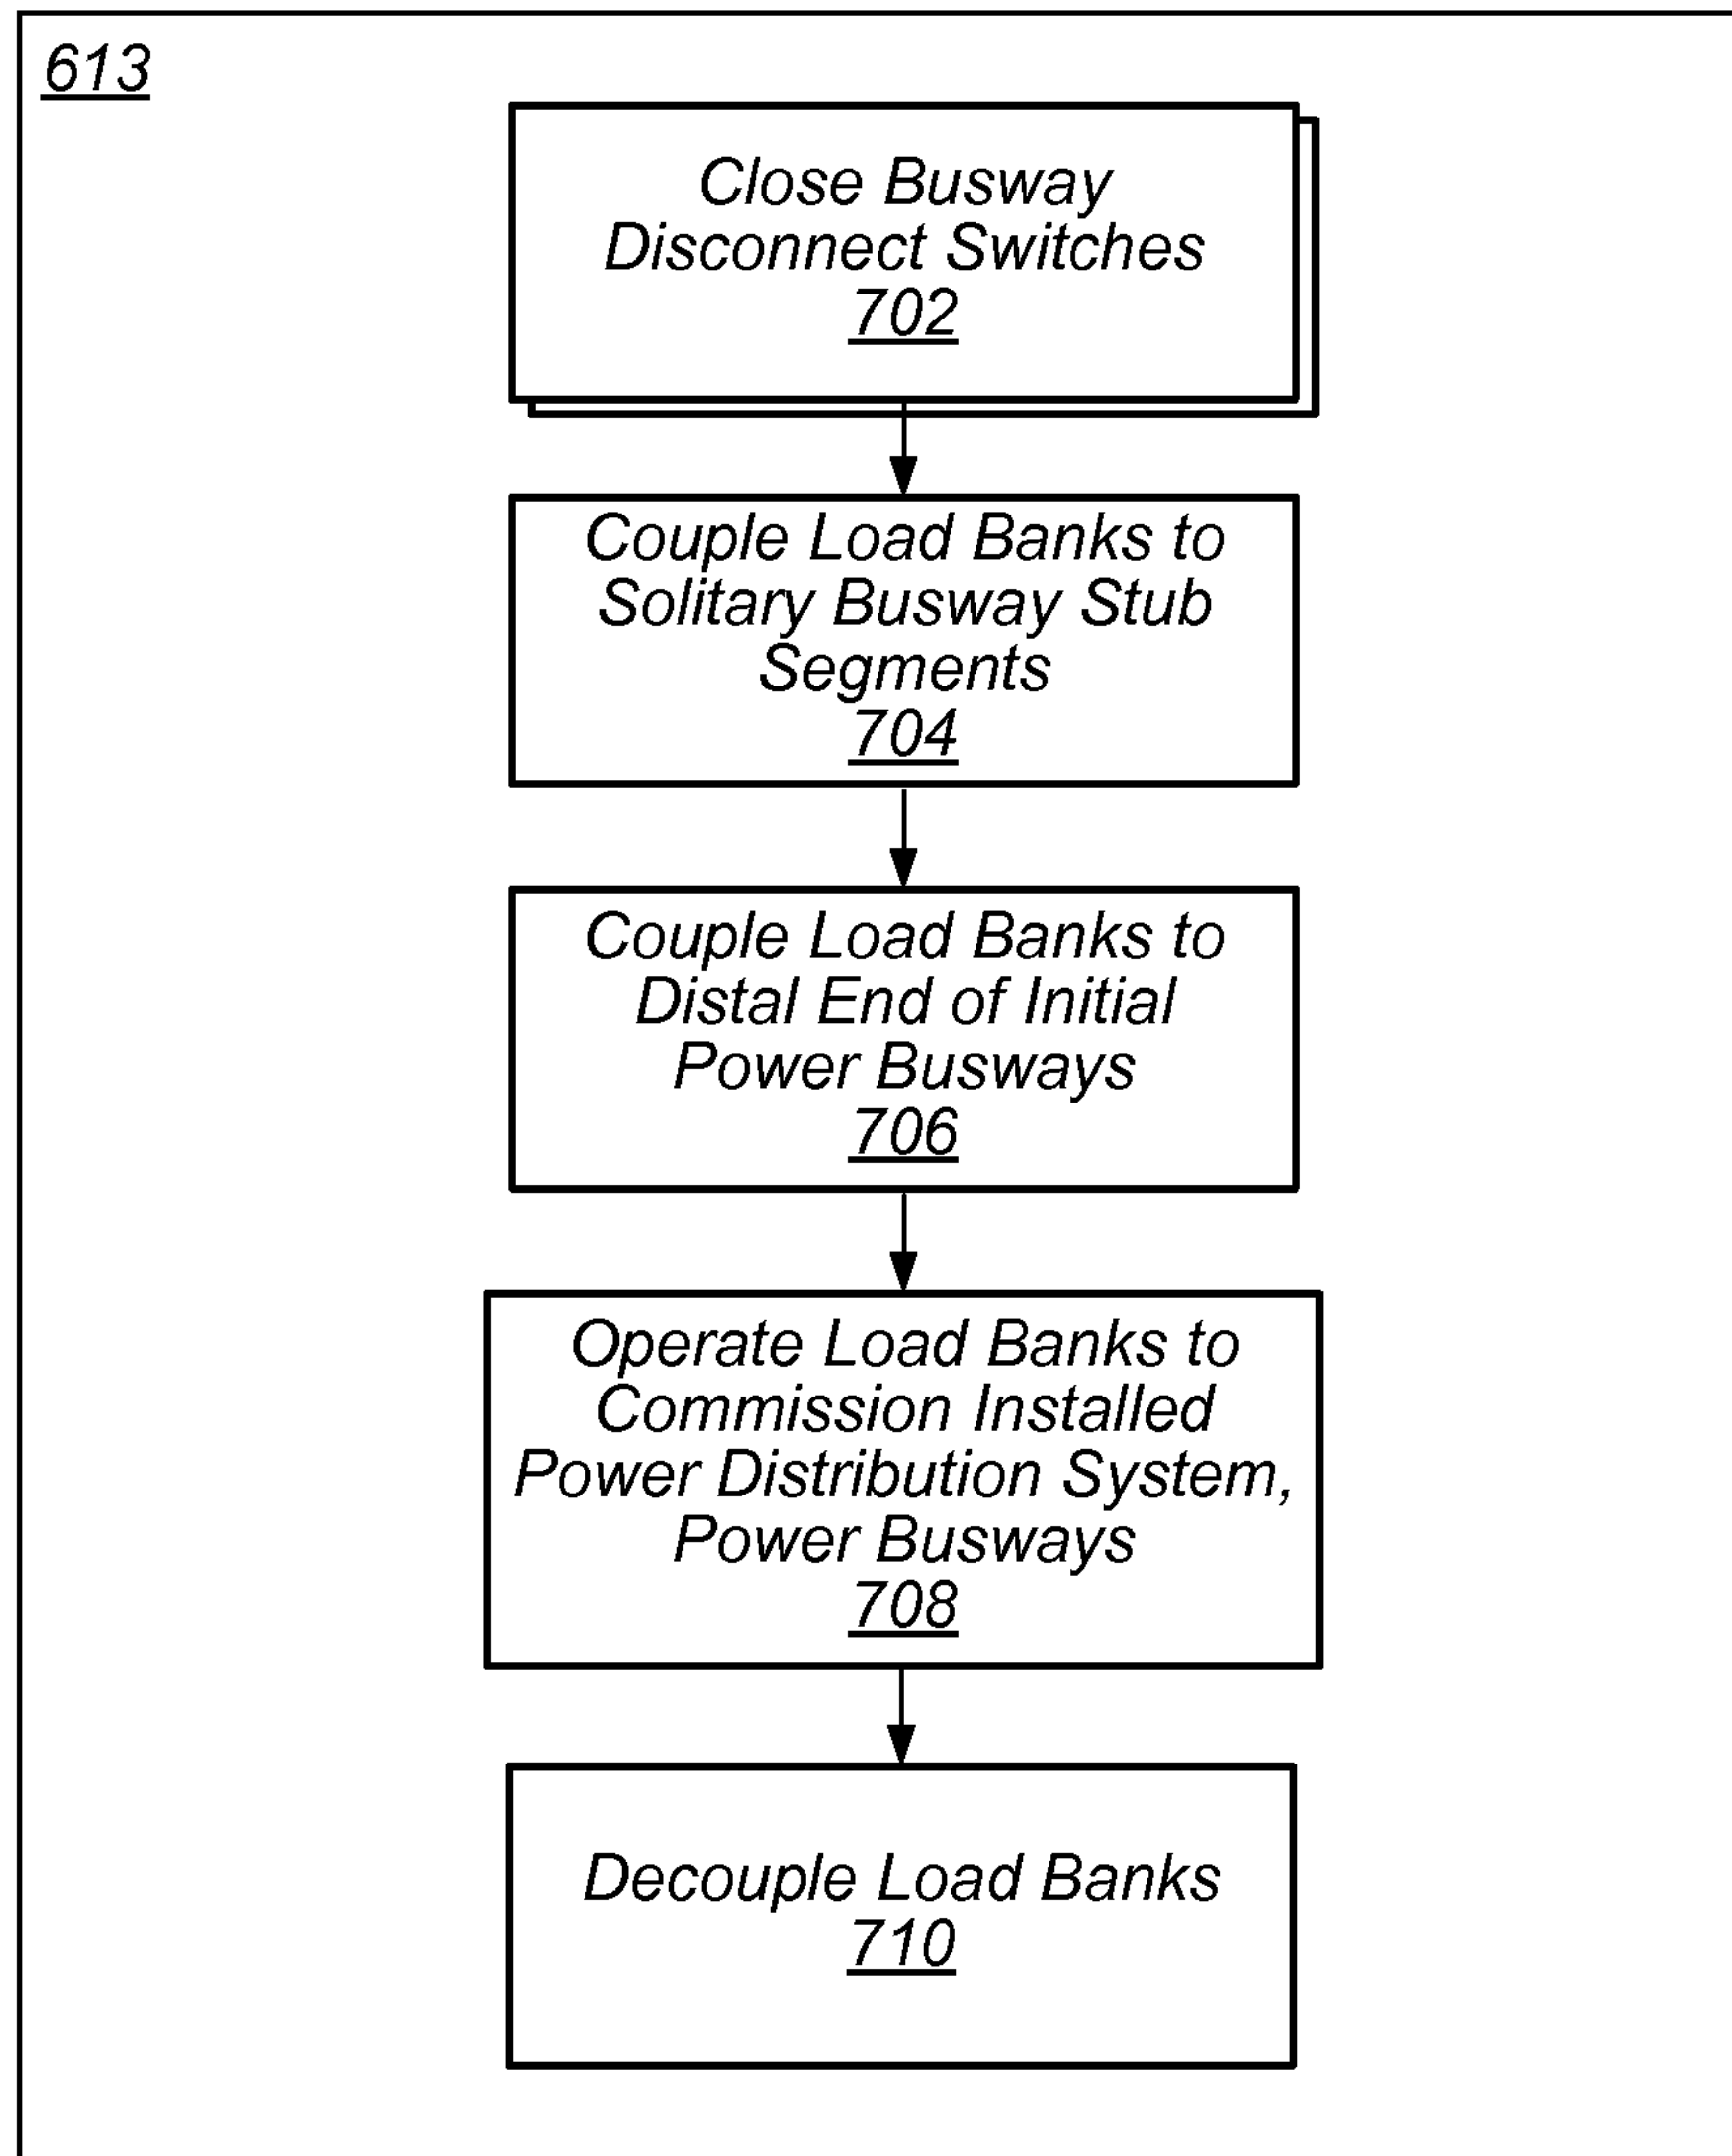 613
Close Busway
Disconnect Switches
702
Couple Load Banks to
Solitary Busway Stub
Segments
704
Couple Load Banks to
Distal End of Initial
Power Busways
706
Operate Load Banks to
Commission Installed
Power Distribution System,
Power Busways
708
Decouple Load Banks
710